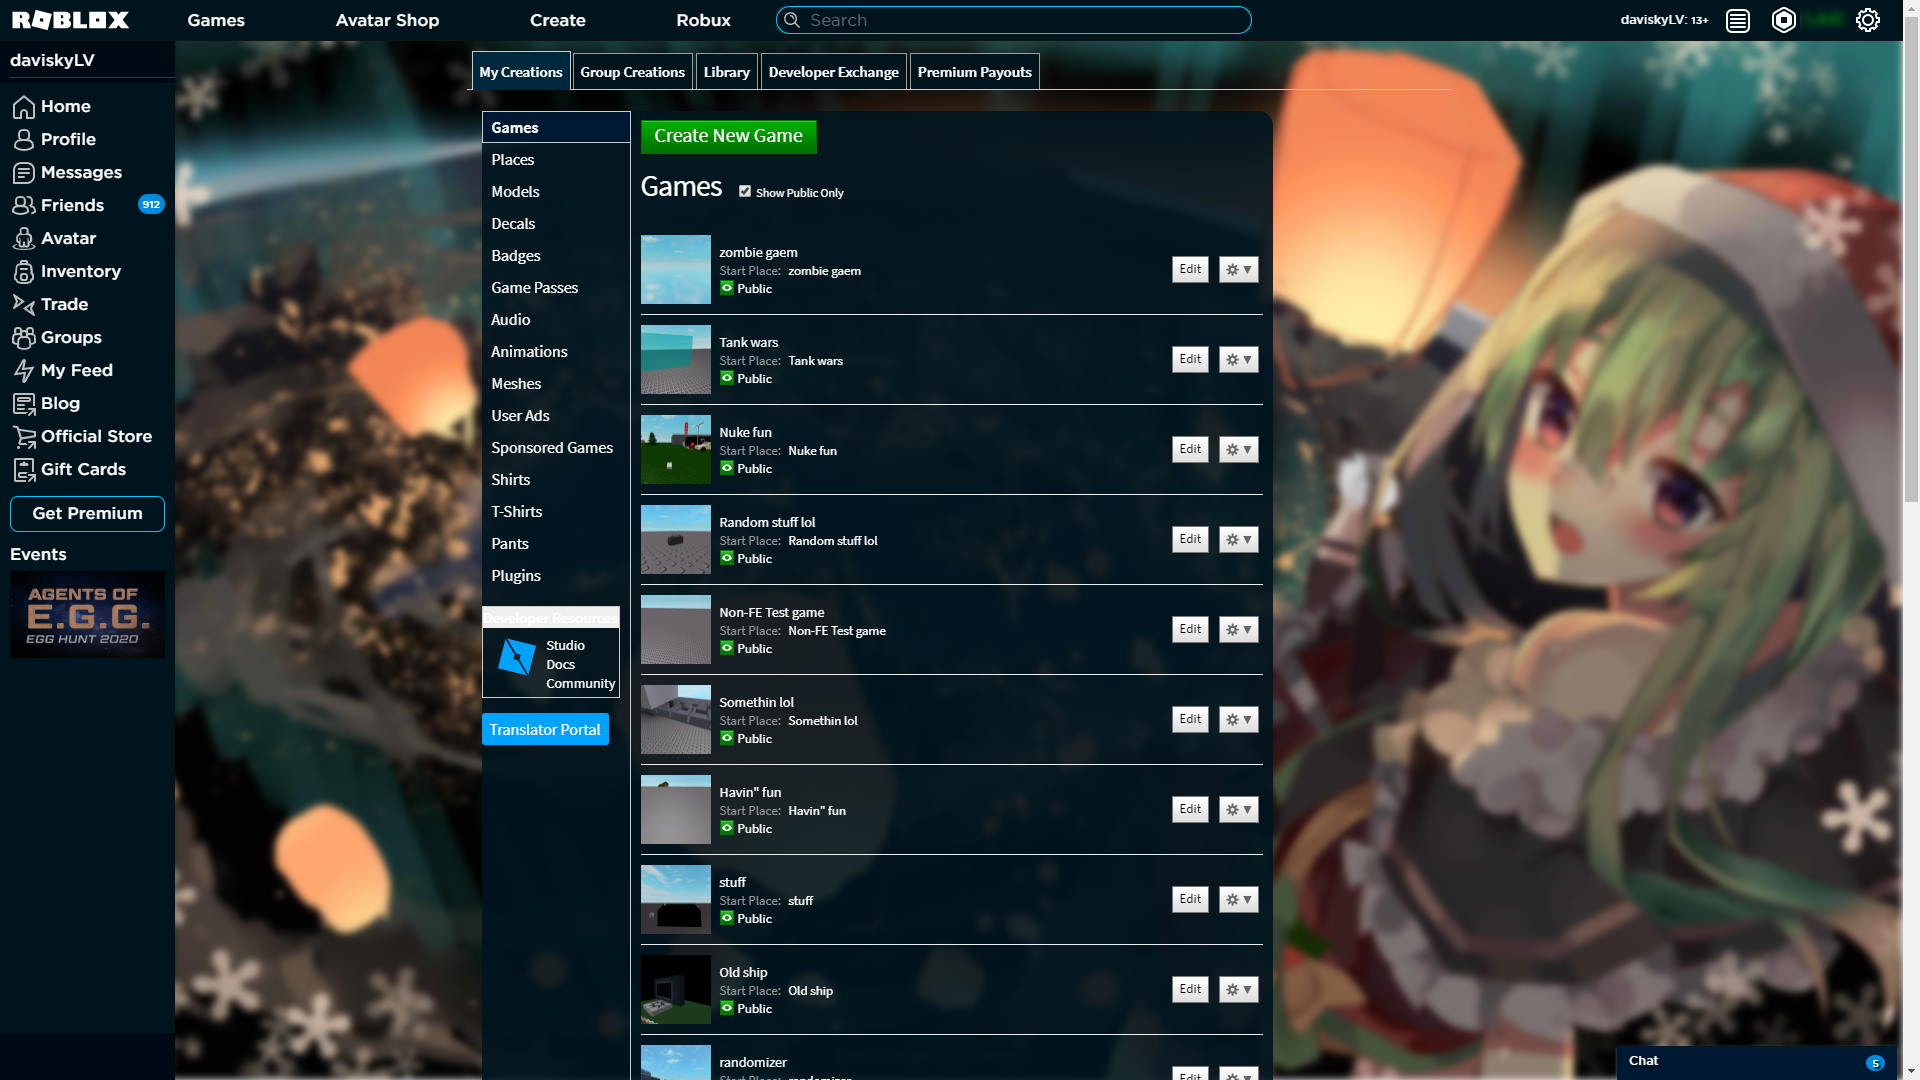 ROBLOX
Games
Avatar Shop
Create
Robux
Search
daviskyLV: 13+
daviskyLV
Home
Profile
Messages
Friends 912
Avatar
Inventory
Trade
Groups
My Feed
Blog
Official Store
Gift Cards
Get Premium
Events
AGENTS OF
E.G.G.
EGG HUNT 2020
My Creations
Group Creations
Library
Developer Exchange
Premium Payouts
Games
Places
Models
Decals
Badges
Game Passes
Audio
Animations
Meshes
User Ads
Sponsored Games
Shirts
T-Shirts
Pants
Plugins
Developer Resources
Studio
Docs
Community
Translator Portal
Create New Game
Games
Show Public Only
zombie gaem
Start Place: zombie gaem
Public
Edit
Tank wars
Start Place: Tank wars
Public
Edit
Nuke fun
Start Place: Nuke fun
Public
Edit
Random stuff lol
Start Place: Random stuff lol
Public
Edit
Non-FE Test game
Start Place: Non-FE Test game
Public
Edit
Somethin lol
Start Place: Somethin lol
Public
Edit
Havin" fun
Start Place: Havin" fun
Public
Edit
stuff
Start Place: stuff
Public
Edit
Old ship
Start Place: Old ship
Public
Edit
randomizer
Start Place: randomizer
Edit
Chat 5